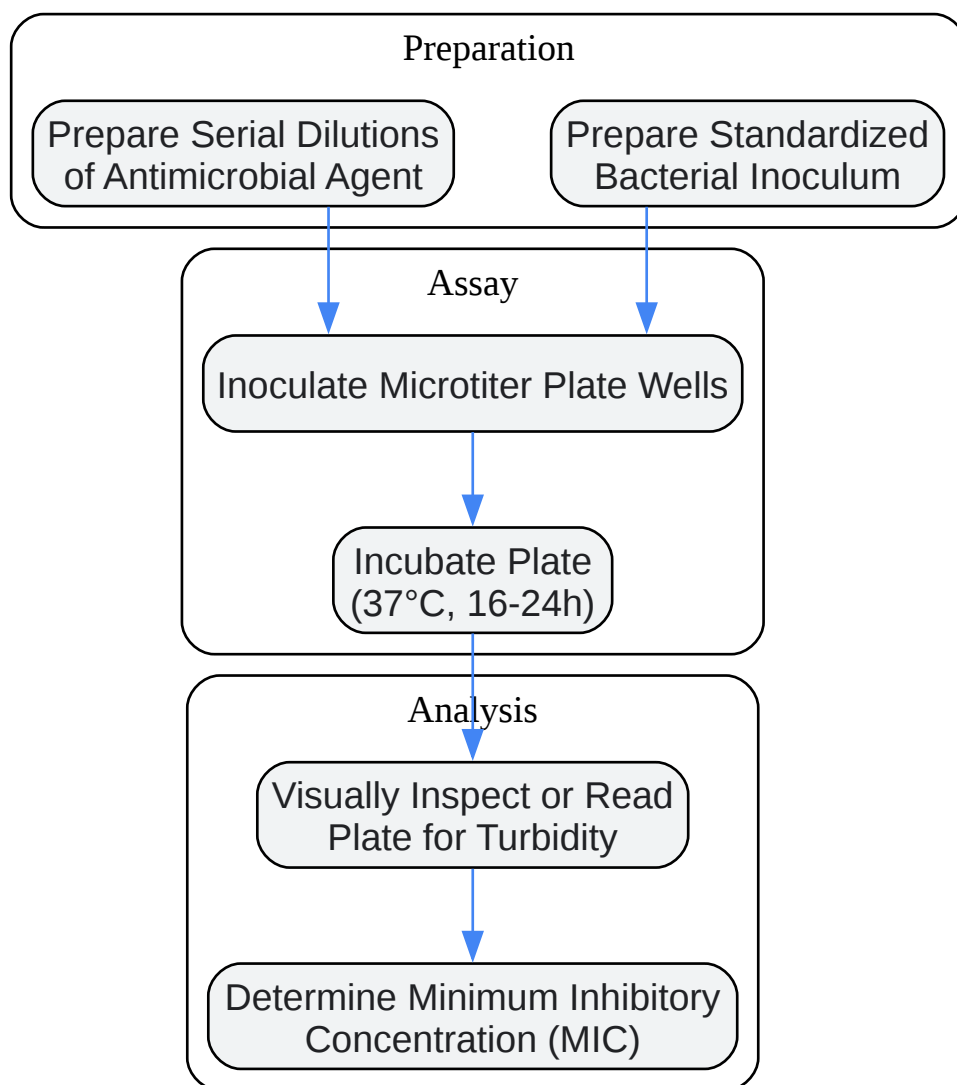 Preparation
Prepare Serial Dilutions
of Antimicrobial Agent
Prepare Standardized
Bacterial Inoculum
Assay
Inoculate Microtiter Plate Wells
Incubate Plate
(37°C, 16-24h)
Analysis
Visually Inspect or Read
Plate for Turbidity
Determine Minimum Inhibitory
Concentration (MIC)